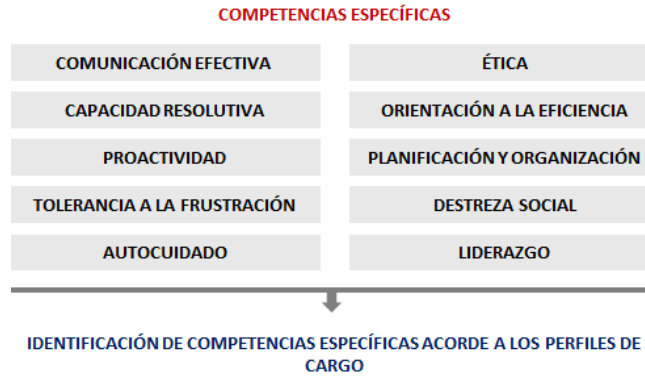 COMPETENCIAS ESPECÍFICAS
COMUNICACIÓN EFECTIVA
ÉTICA
CAPACIDAD RESOLUTIVA
ORIENTACIÓN A LA EFICIENCIA
PROACTIVIDAD
PLANIFICACIÓN Y ORGANIZACIÓN
TOLERANCIA A LA FRUSTRACIÓN
DESTREZA SOCIAL
AUTOCUIDADO
LIDERAZGO
IDENTIFICACIÓN DE COMPETENCIAS ESPECÍFICAS ACORDE A LOS PERFILES DE
CARGO